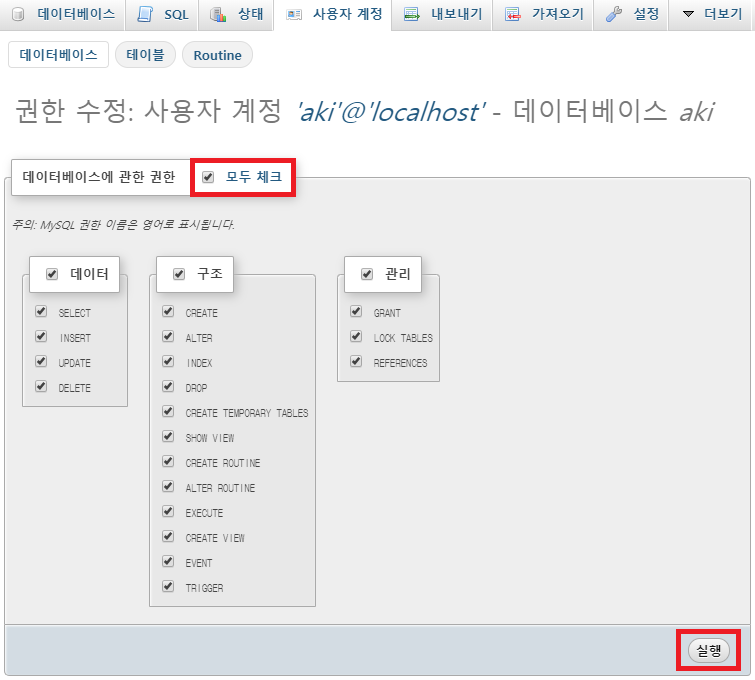 데이터베이스 SQL 상태 사용자 계정 내보내기 가져오기 설정 더보기
데이터베이스 테이블 Routine
권한 수정: 사용자 계정 'aki'@'localhost' - 데이터베이스 aki
데이터베이스에 관한 권한 모두 체크
주의: MySQL 권한 이름은 영어로 표시됩니다.
데이터
SELECT
INSERT
UPDATE
DELETE
구조
CREATE
ALTER
INDEX
DROP
CREATE TEMPORARY TABLES
SHOW VIEW
CREATE ROUTINE
ALTER ROUTINE
EXECUTE
CREATE VIEW
EVENT
TRIGGER
관리
GRANT
LOCK TABLES
REFERENCES
실행